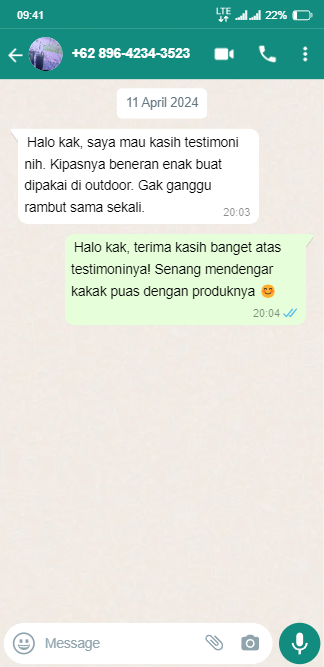 09:41
LTE
22%
+62 896-4234-3523
11 April 2024
Halo kak, saya mau kasih testimoni
nih. Kipasnya beneran enak buat
dipakai di outdoor. Gak ganggu
rambut sama sekali.
20:03
Halo kak, terima kasih banget atas
testimoninya! Senang mendengar
kakak puas dengan produknya 😊
20:04
Message